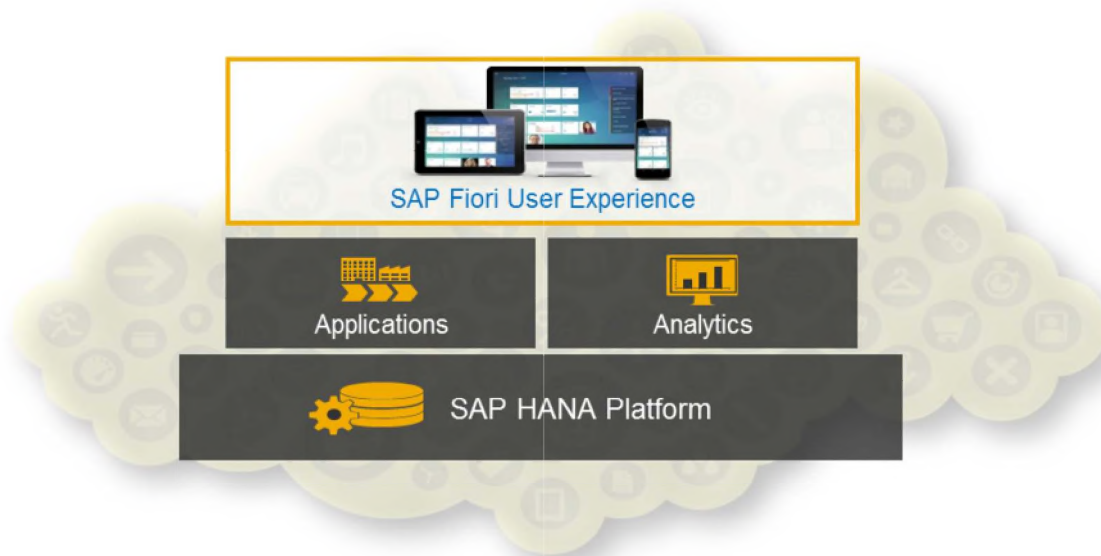 SAP Fiori User Experience
Applications
Analytics
SAP HANA Platform